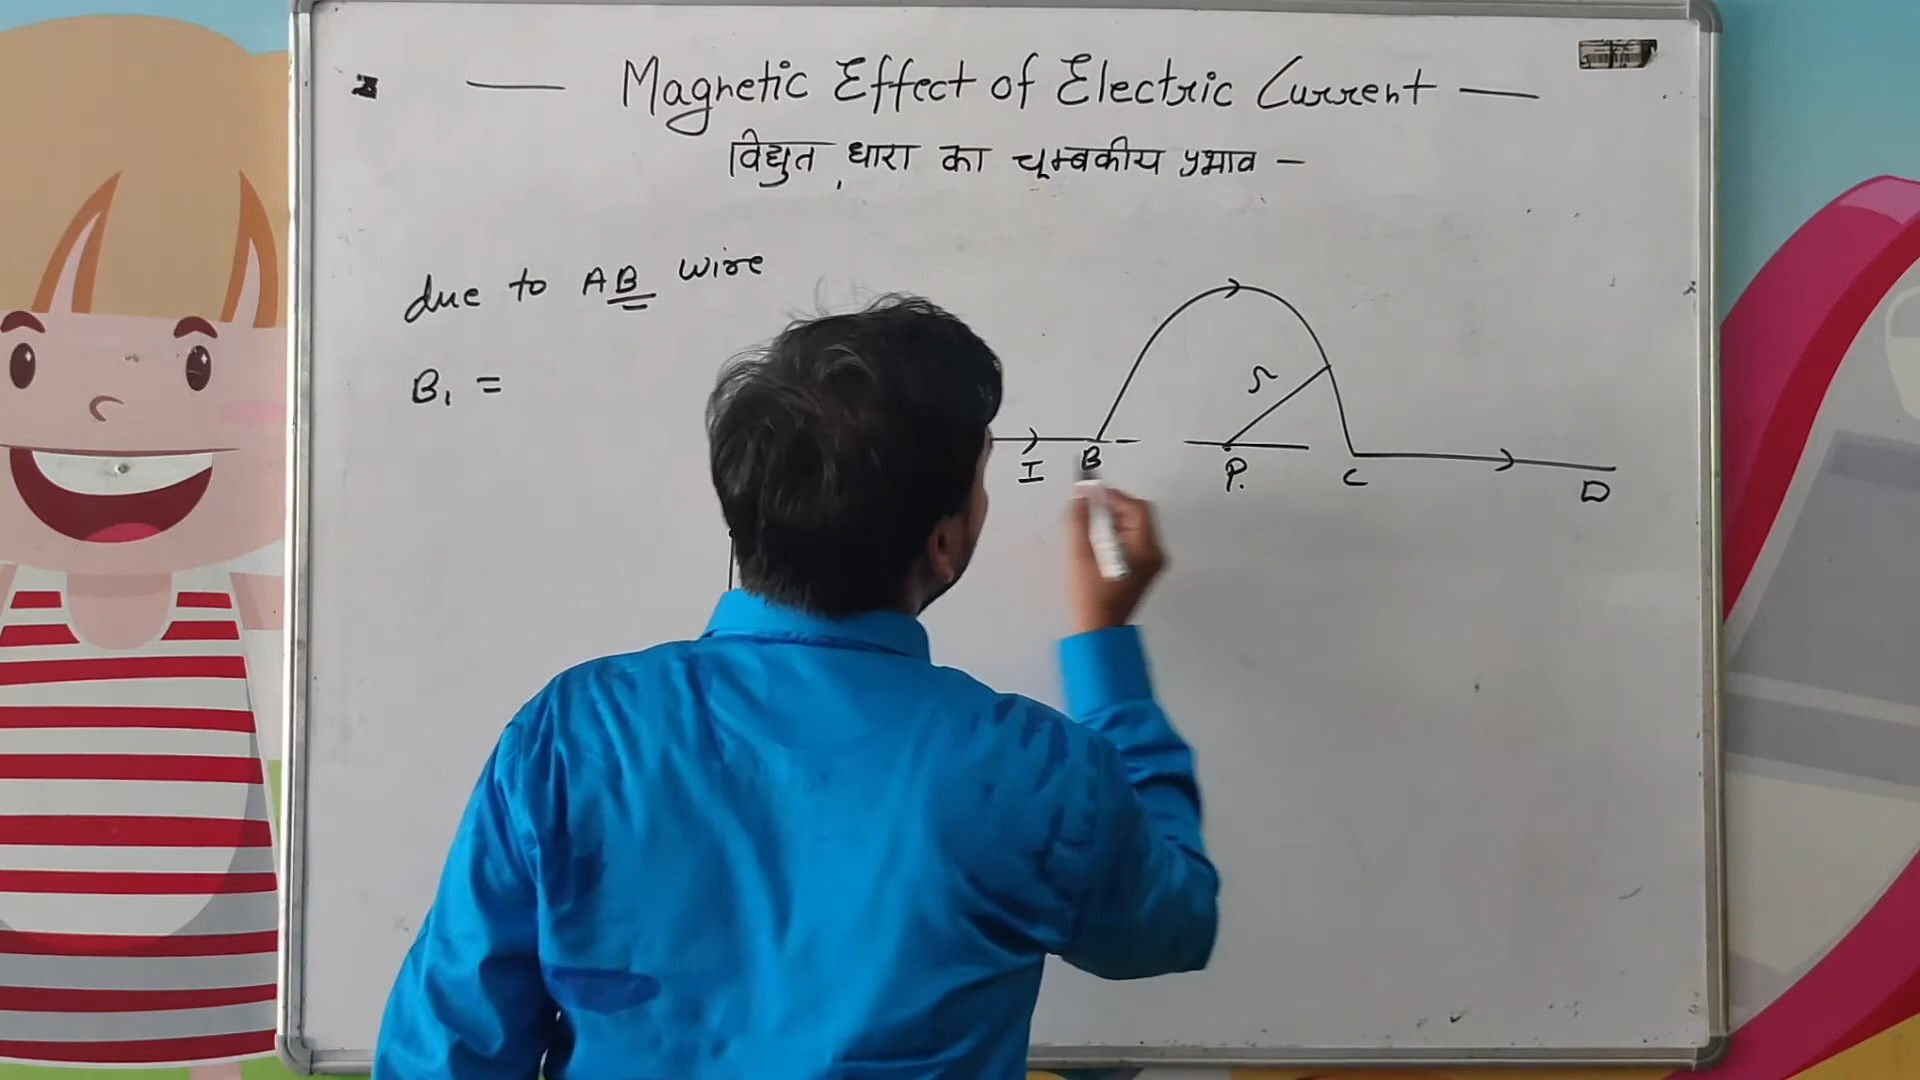 — Magnetic Effect of Electric Current —
विद्युत धारा का चूम्बकीय प्रभाव –
due to AB wire
B₁ =
r
I B P. C D